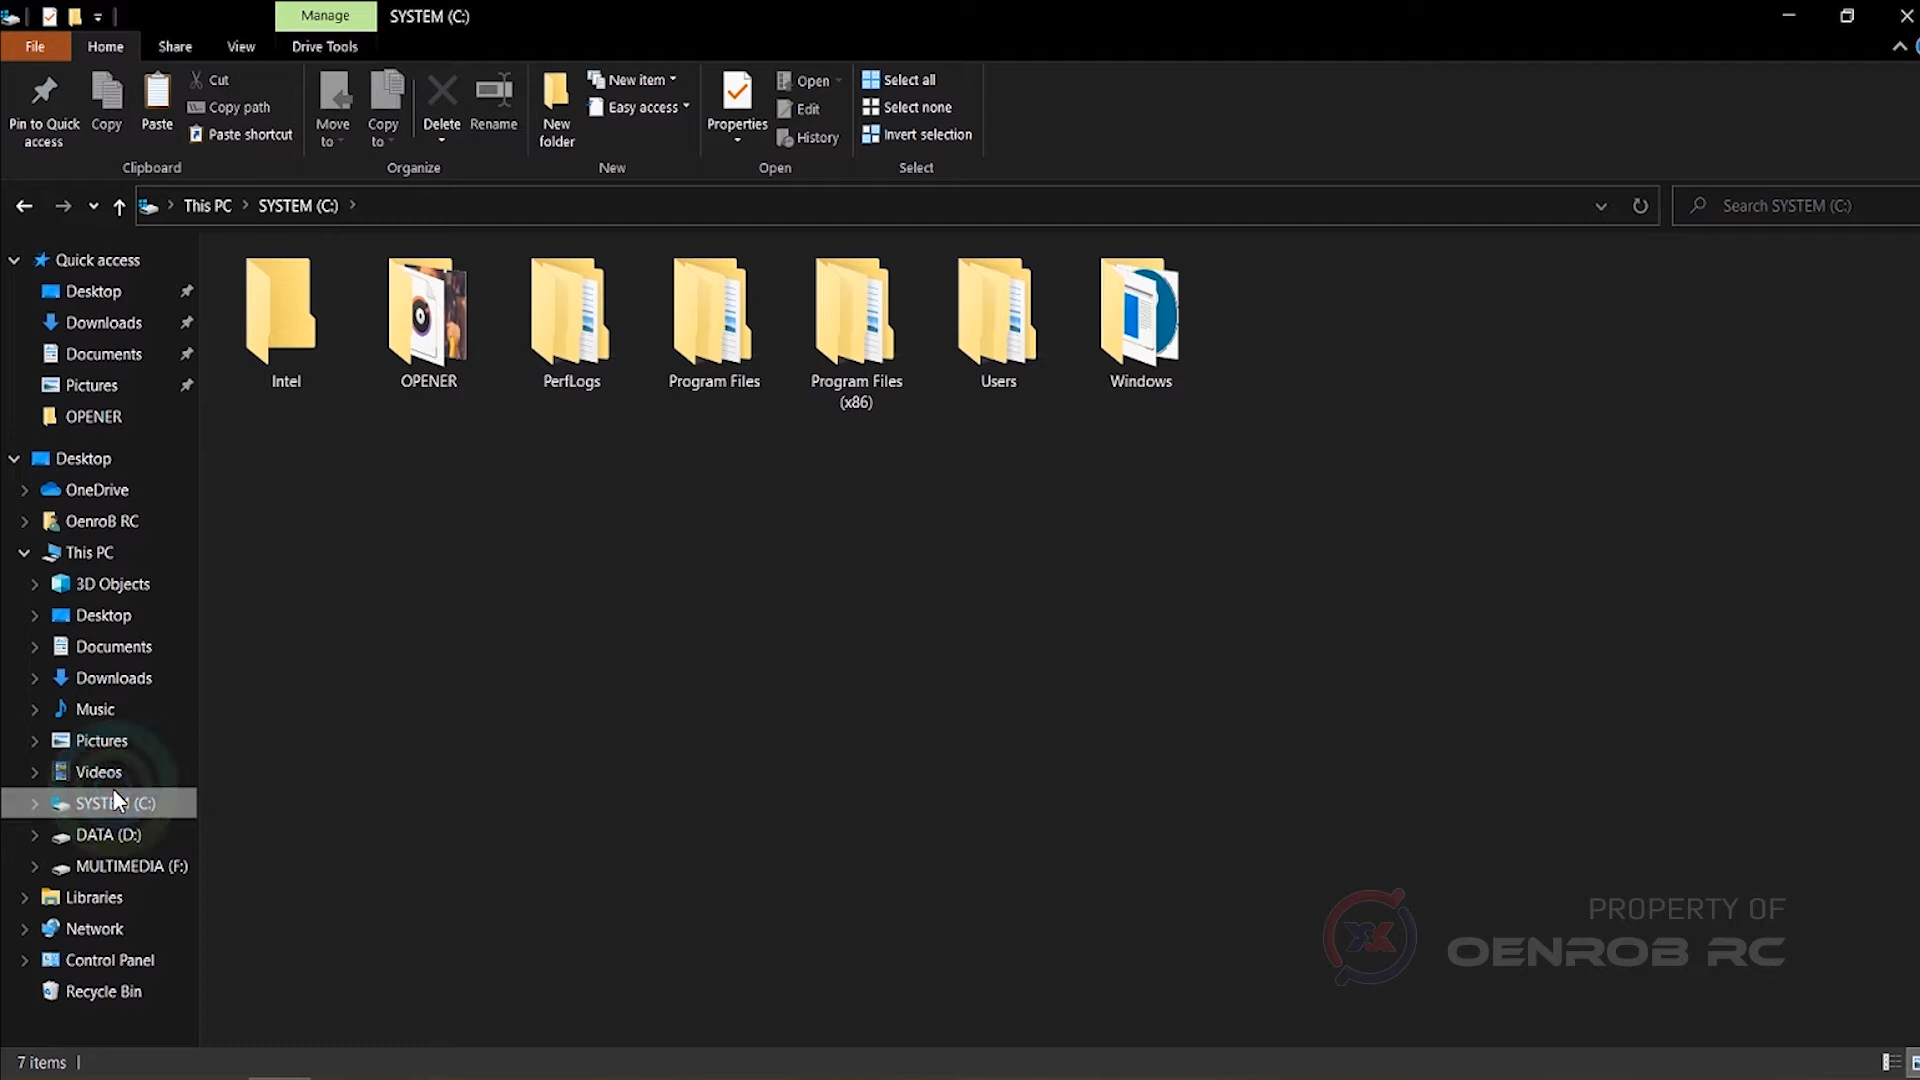 Manage
SYSTEM (C:)
File
Home
Share
View
Drive Tools
Pin to Quick
access
Copy
Paste
Cut
Copy path
Paste shortcut
Clipboard
Move
to
Copy
to
Delete
Rename
Organize
New
folder
New item
Easy access
New
Properties
Open
Edit
History
Open
Select all
Select none
Invert selection
Select
This PC
SYSTEM (C:)
Search SYSTEM (C:)
Quick access
Desktop
Downloads
Documents
Pictures
OPENER
Desktop
OneDrive
OenroB RC
This PC
3D Objects
Desktop
Documents
Downloads
Music
Pictures
Videos
SYSTEM (C:)
DATA (D:)
MULTIMEDIA (F:)
Libraries
Network
Control Panel
Recycle Bin
Intel
OPENER
PerfLogs
Program Files
Program Files
(x86)
Users
Windows
PROPERTY OF
OENROB RC
7 items